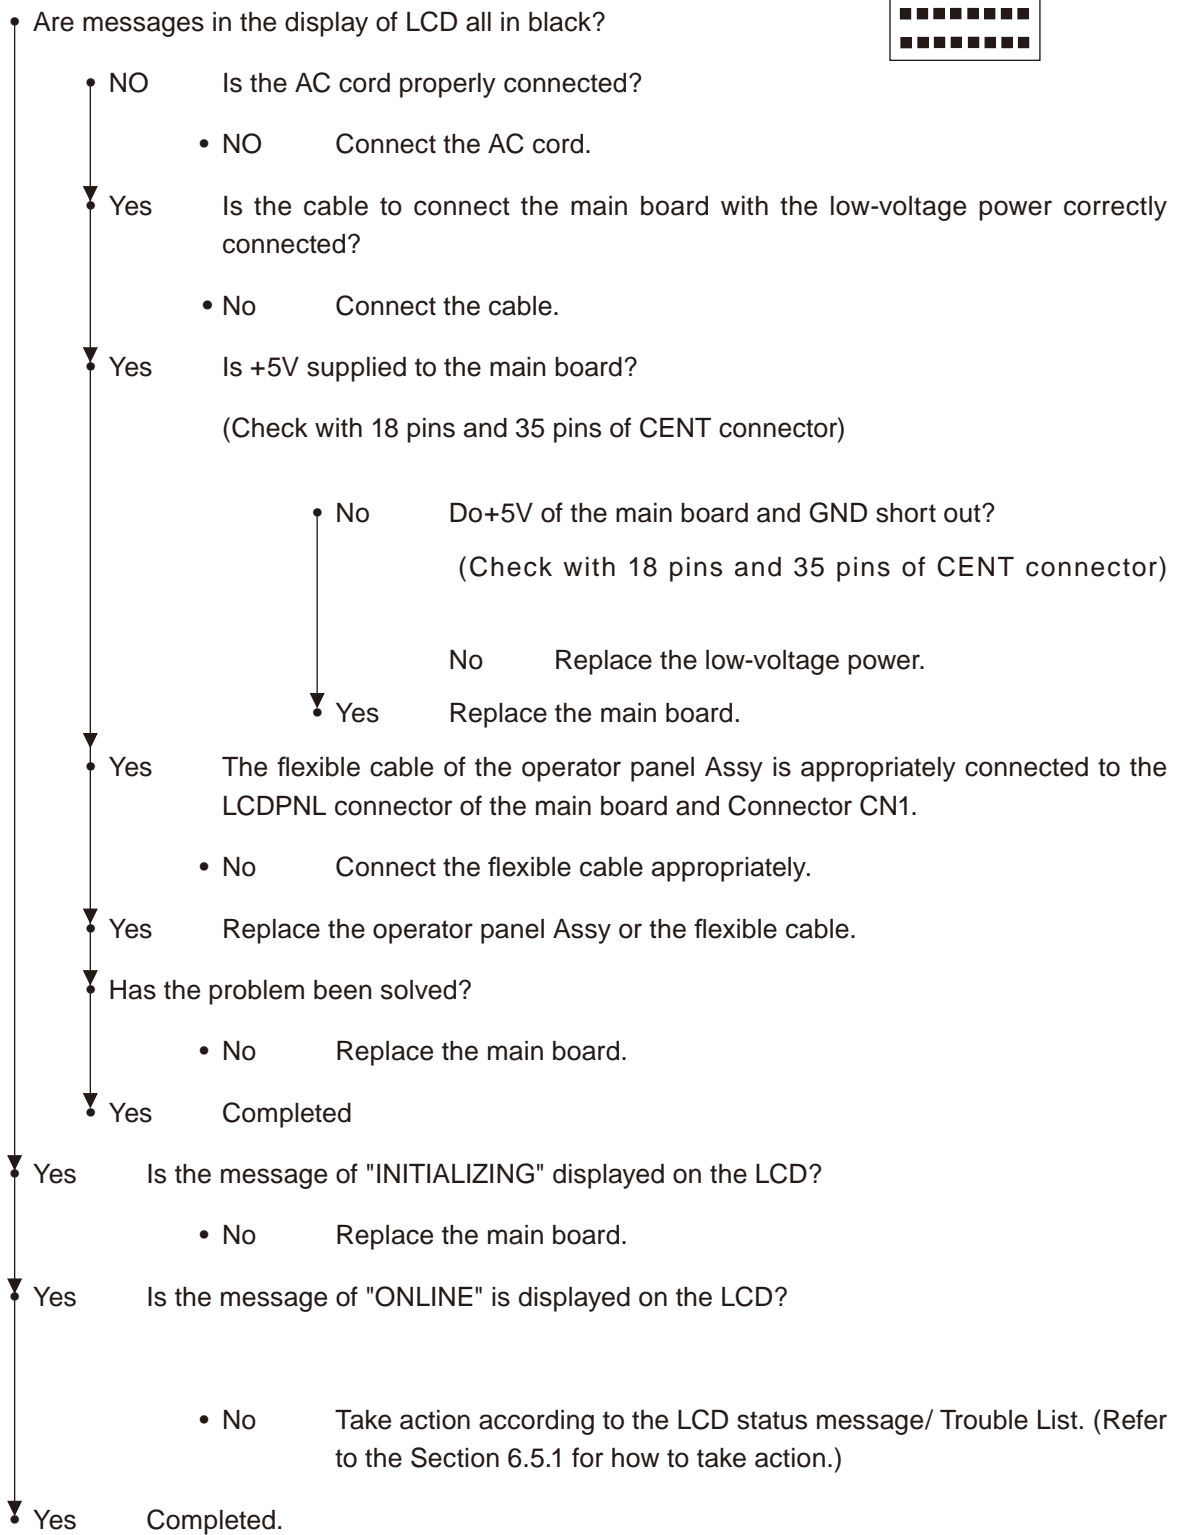 • Are messages in the display of LCD all in black?
• NO Is the AC cord properly connected?
• NO Connect the AC cord.
• Yes Is the cable to connect the main board with the low-voltage power correctly
connected?
• No Connect the cable.
• Yes Is +5V supplied to the main board?
(Check with 18 pins and 35 pins of CENT connector)
• No Do+5V of the main board and GND short out?
(Check with 18 pins and 35 pins of CENT connector)
No Replace the low-voltage power.
• Yes Replace the main board.
• Yes The flexible cable of the operator panel Assy is appropriately connected to the
LCDPNL connector of the main board and Connector CN1.
• No Connect the flexible cable appropriately.
• Yes Replace the operator panel Assy or the flexible cable.
• Has the problem been solved?
• No Replace the main board.
• Yes Completed
• Yes Is the message of "INITIALIZING" displayed on the LCD?
• No Replace the main board.
• Yes Is the message of "ONLINE" is displayed on the LCD?
• No Take action according to the LCD status message/ Trouble List. (Refer
to the Section 6.5.1 for how to take action.)
• Yes Completed.